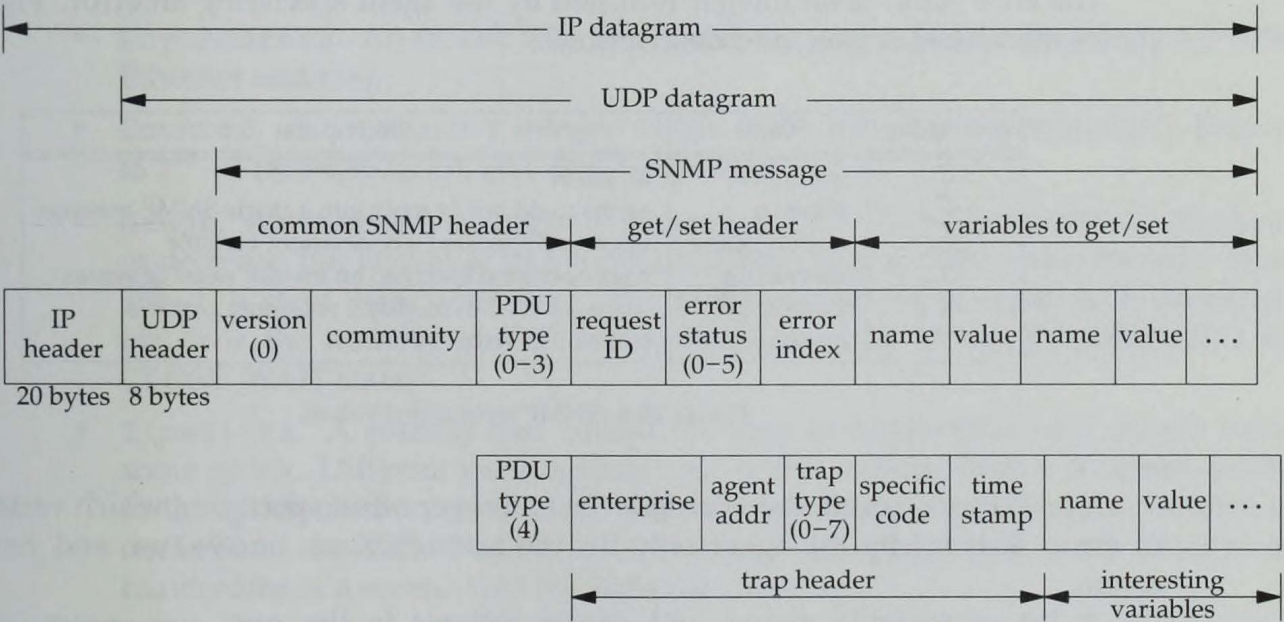 IP datagram
UDP datagram
SNMP message
common SNMP header
get/set header
variables to get/set
IP
header
UDP
header
version
(0)
community
PDU
type
(0–3)
request
ID
error
status
(0–5)
error
index
name
value
name
value
...
20 bytes
8 bytes
PDU
type
(4)
enterprise
agent
addr
trap
type
(0–7)
specific
code
time
stamp
name
value
...
trap header
interesting
variables